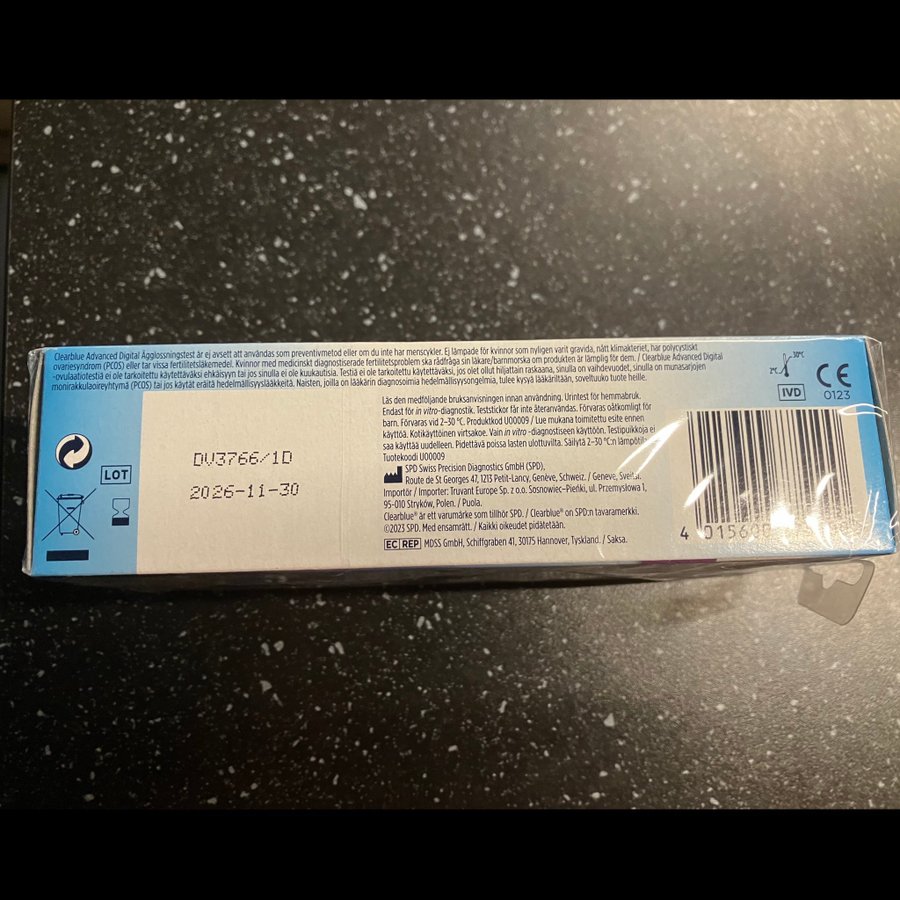 Clearblue Advanced Digital Ägglossningstest är ej avsett att användas som preventivmetod eller om du inte har menscykler. Ej lämpade för kvinnor som nyligen varit gravida, nått klimakteriet, har polycystiskt
ovariesyndrom (PCOS) eller tar vissa fertilitetsläkemedel. Kvinnor med medicinskt diagnostiserade fertilitetsproblem ska rådfråga sin läkare/barnmorska om produkten är lämplig för dem. / Clearblue Advanced Digital
-ovulaatiotestiä ei ole tarkoitettu käytettäväksi ehkäisyyn tai jos sinulla ei ole kuukautisia. Testiä ei ole tarkoitettu käytettäväksi, jos olet ollut hiljattain raskaana, sinulla on vaihdevuodet, sinulla on munasarjojen
monirakkulaoireyhtymä (PCOS) tai jos käytät eräitä hedelmällisyyslääkkeitä. Naisten, joilla on lääkärin diagnosoimia hedelmällisyysongelmia, tulee kysyä lääkäriltään, soveltuuko tuote heille.
2°C
30°C
IVD
CE
0123
LOT
DV3766/1D
2026-11-30
Läs den medföljande bruksanvisningen innan användning. Urintest för hemmabruk.
Endast för in vitro-diagnostik. Teststickor får inte återanvändas. Förvaras oåtkomligt för
barn. Förvaras vid 2–30 °C. Produktkod U00009 / Lue mukana toimitettu esite ennen
käyttöä. Kotikäyttöinen virtsakoe. Vain in vitro -diagnostiseen käyttöön. Testipuikkoja ei
saa käyttää uudelleen. Pidettävä poissa lasten ulottuvilta. Säilytä 2–30 °C:n lämpötilassa.
Tuotekoodi U00009
SPD Swiss Precision Diagnostics GmbH (SPD),
Route de St Georges 47, 1213 Petit-Lancy, Genève, Schweiz. / Geneve, Sveitsi.
Importör / Importer: Truvant Europe Sp. z o.o. Sosnowiec-Pieńki, ul. Przemysłowa 1,
95-010 Stryków, Polen. / Puola.
Clearblue® är ett varumärke som tillhör SPD. / Clearblue® on SPD:n tavaramerkki.
©2023 SPD. Med ensamrätt. / Kaikki oikeudet pidätetään.
EC REP MDSS GmbH, Schiffgraben 41, 30175 Hannover, Tyskland. / Saksa.